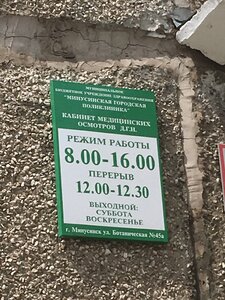 МУНИЦИПАЛЬНОЕ
БЮДЖЕТНОЕ УЧРЕЖДЕНИЕ ЗДРАВООХРАНЕНИЯ
"МИНУСИНСКАЯ ГОРОДСКАЯ
ПОЛИКЛИНИКА"
КАБИНЕТ МЕДИЦИНСКИХ
ОСМОТРОВ Д.Г.Н.
РЕЖИМ РАБОТЫ
8.00-16.00
ПЕРЕРЫВ
12.00-12.30
ВЫХОДНОЙ:
СУББОТА
ВОСКРЕСЕНЬЕ
г. Минусинск ул. Ботаническая №45а